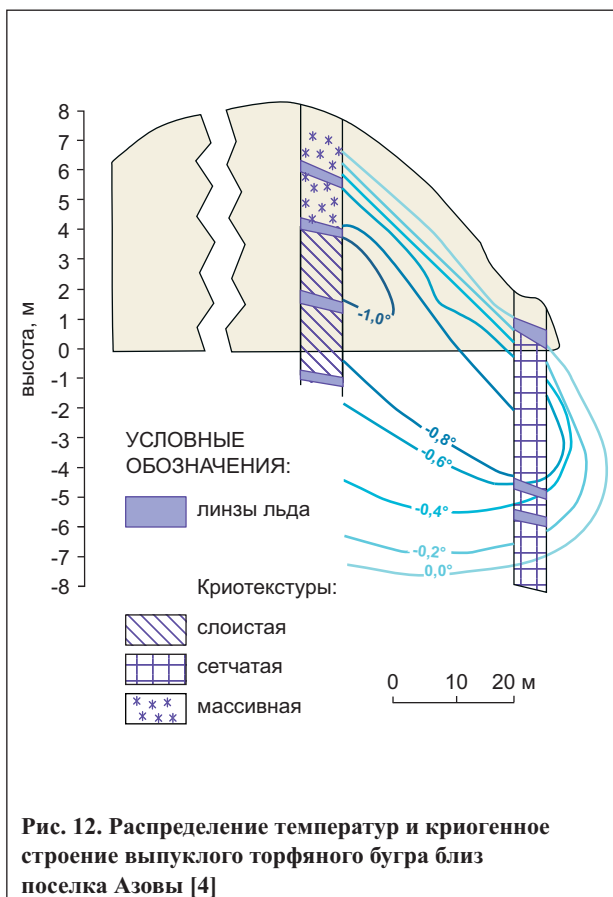 высота, м
8
7
6
5
4
3
2
1
0
-1
-2
-3
-4
-5
-6
-7
-8
-1,0°
-0,8°
-0,6°
-0,4°
-0,2°
0,0°
УСЛОВНЫЕ
ОБОЗНАЧЕНИЯ:
линзы льда
Криотекстуры:
слоистая
сетчатая
массивная
0 10 20 м
Рис. 12. Распределение температур и криогенное
строение выпуклого торфяного бугра близ
поселка Азовы [4]